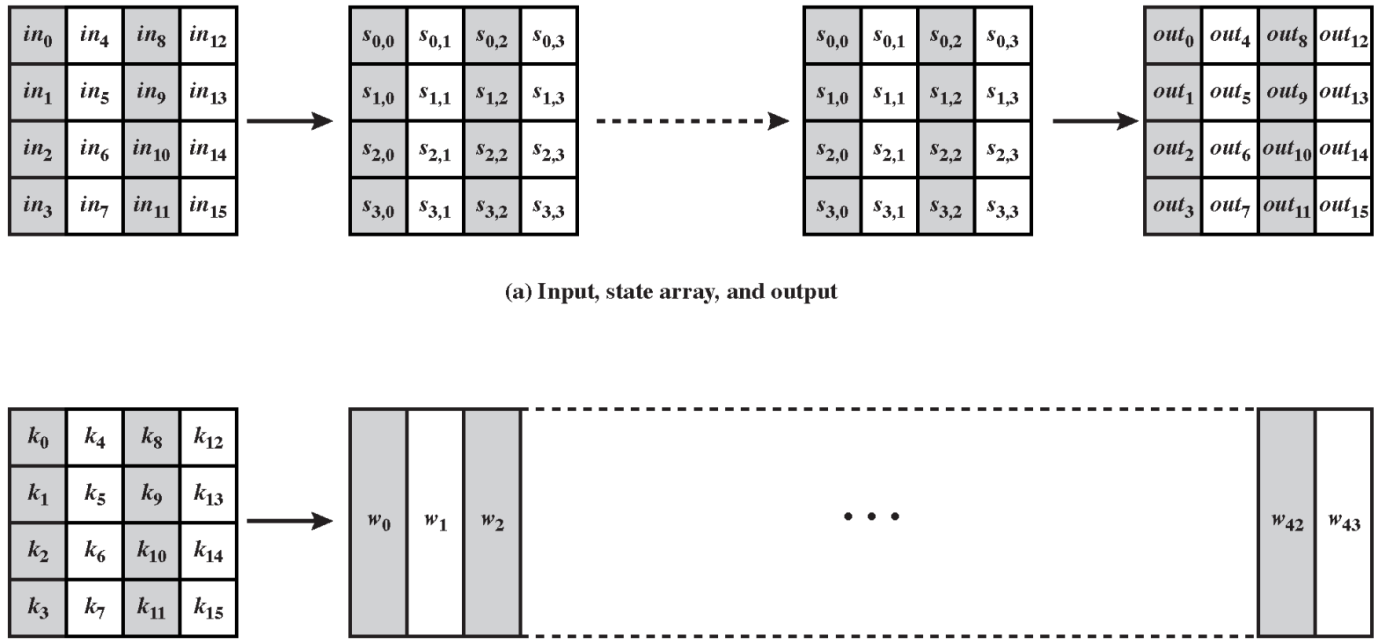 in0 in4 in8 in12 s0,0 s0,1 s0,2 s0,3 s0,0 s0,1 s0,2 s0,3 out0 out4 out8 out12
in1 in5 in9 in13 s1,0 s1,1 s1,2 s1,3 s1,0 s1,1 s1,2 s1,3 out1 out5 out9 out13
in2 in6 in10 in14 s2,0 s2,1 s2,2 s2,3 s2,0 s2,1 s2,2 s2,3 out2 out6 out10 out14
in3 in7 in11 in15 s3,0 s3,1 s3,2 s3,3 s3,0 s3,1 s3,2 s3,3 out3 out7 out11 out15
(a) Input, state array, and output
k0 k4 k8 k12
k1 k5 k9 k13
w0 w1 w2 • • • w42 w43
k2 k6 k10 k14
k3 k7 k11 k15